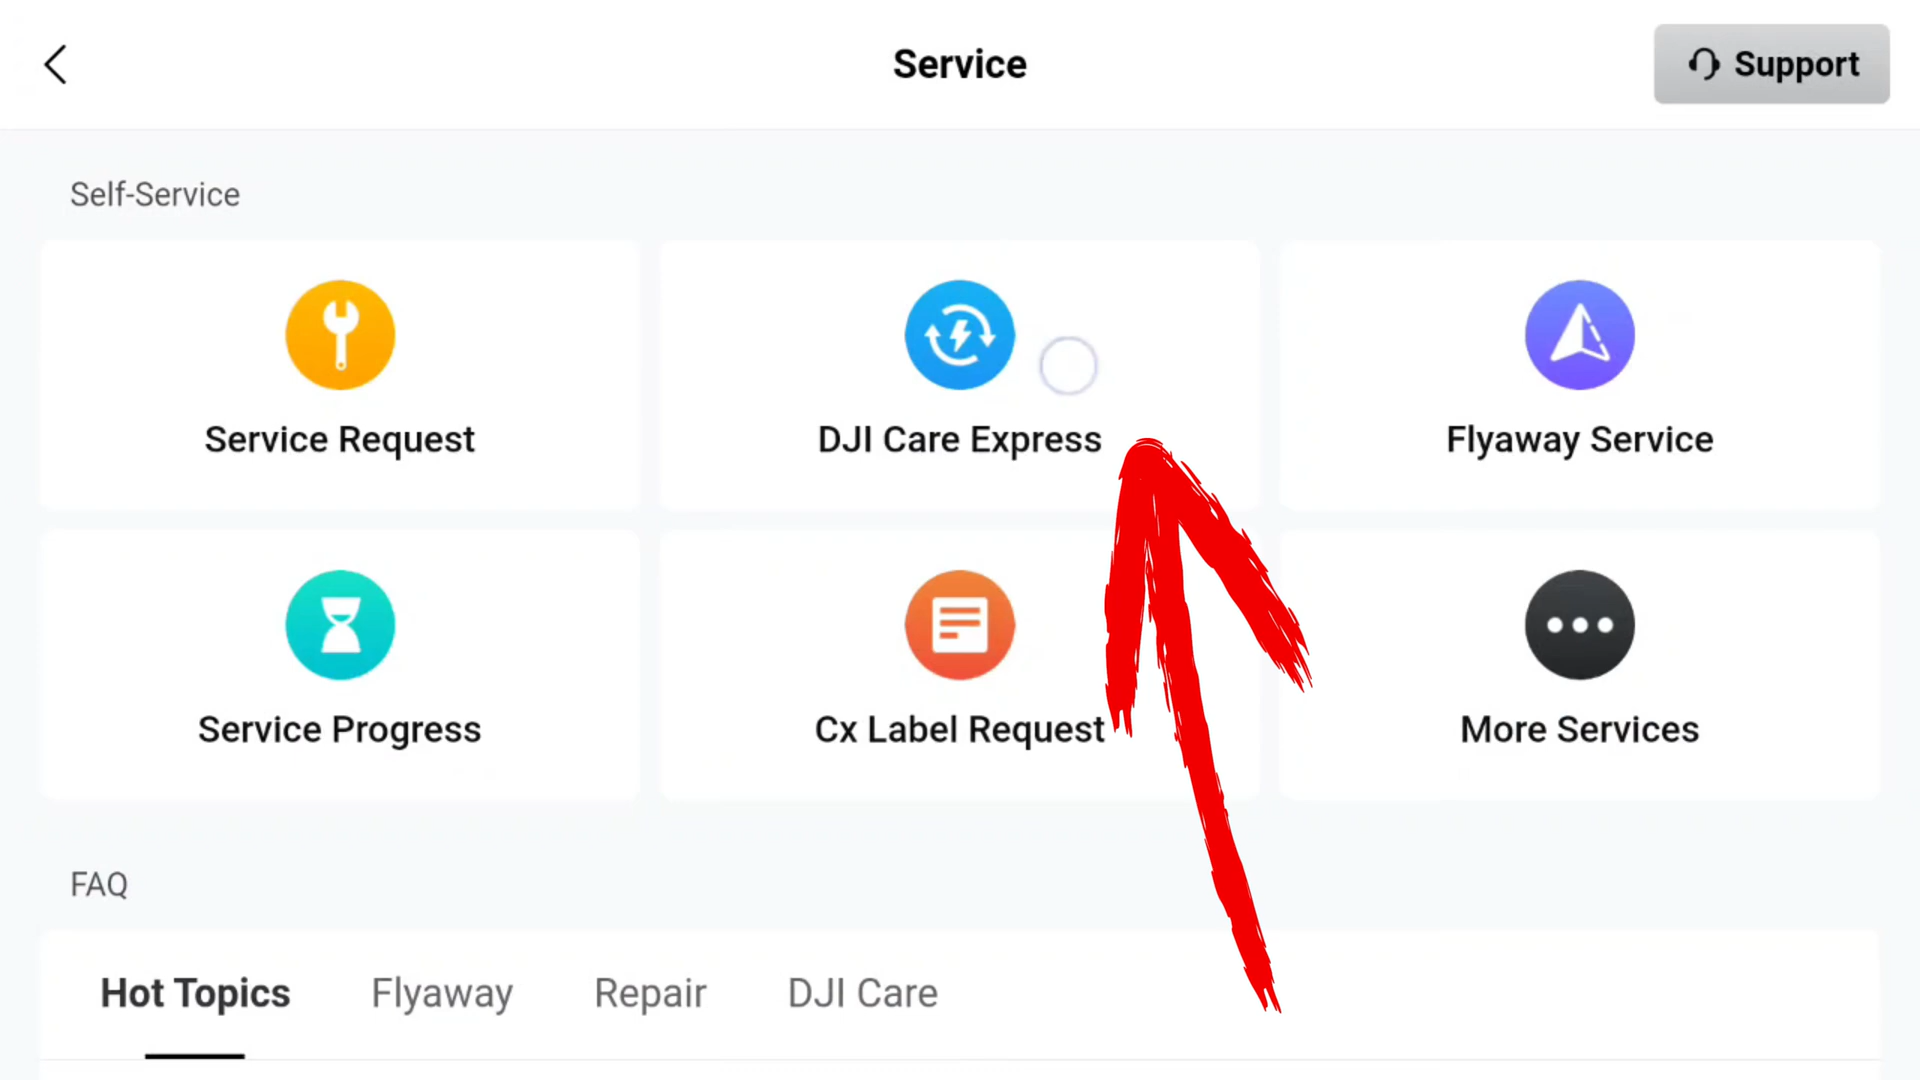 Service
Support
Self-Service
Service Request
DJI Care Express
Flyaway Service
Service Progress
Cx Label Request
More Services
FAQ
Hot Topics
Flyaway
Repair
DJI Care